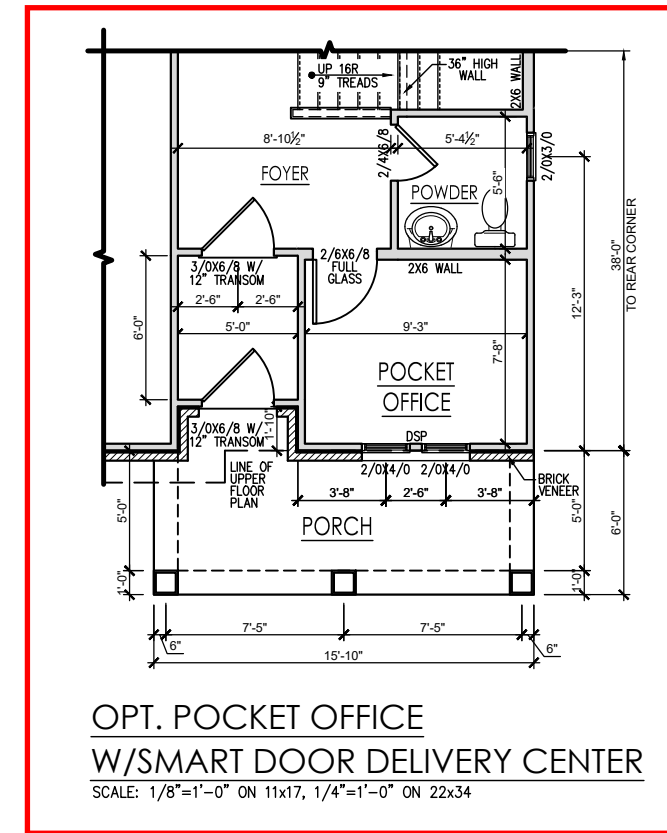 UP 16R
9" TREADS
36" HIGH
WALL
2X6 WALL
8'-10½"
2/4X6/8
5'-4½"
FOYER
POWDER
5'-6"
2/0X3/0
3/0X6/8 W/
12" TRANSOM
2/6X6/8
FULL
GLASS
2X6 WALL
38'-0"
TO REAR CORNER
12'-3"
2'-6"
2'-6"
6'-0"
5'-0"
9'-3"
7'-8"
POCKET
OFFICE
3/0X6/8 W/
12" TRANSOM
1'-10"
DSP
2/0X4/0
2/0X4/0
LINE OF
UPPER
FLOOR
PLAN
BRICK
VENEER
3'-8"
2'-6"
3'-8"
5'-0"
PORCH
5'-0"
6'-0"
1'-0"
1'-0"
7'-5"
7'-5"
6"
6"
15'-10"
OPT. POCKET OFFICE
W/SMART DOOR DELIVERY CENTER
SCALE: 1/8"=1'-0" ON 11x17, 1/4"=1'-0" ON 22x34